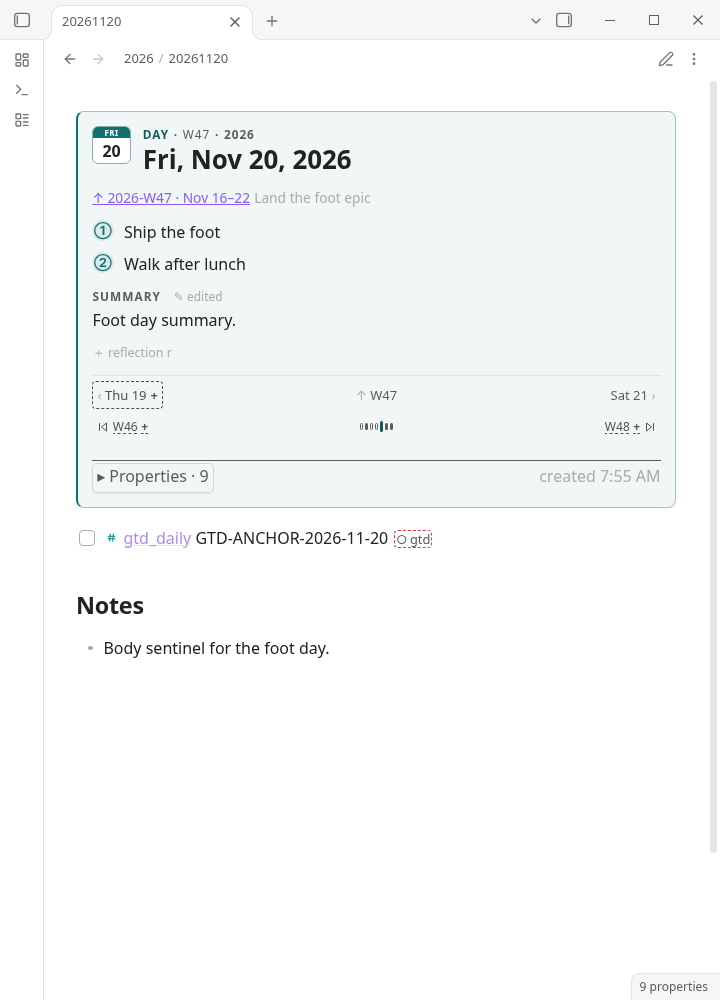 20261120
2026 / 20261120
FRI
20
DAY · W47 · 2026
Fri, Nov 20, 2026
↑ 2026-W47 · Nov 16–22 Land the foot epic
1 Ship the foot
2 Walk after lunch
SUMMARY ✎ edited
Foot day summary.
+ reflection r
‹ Thu 19 + ↑ W47 Sat 21 ›
W46 + W48 +
▸ Properties · 9 created 7:55 AM
# gtd_daily GTD-ANCHOR-2026-11-20 gtd
Notes
• Body sentinel for the foot day.
9 properties